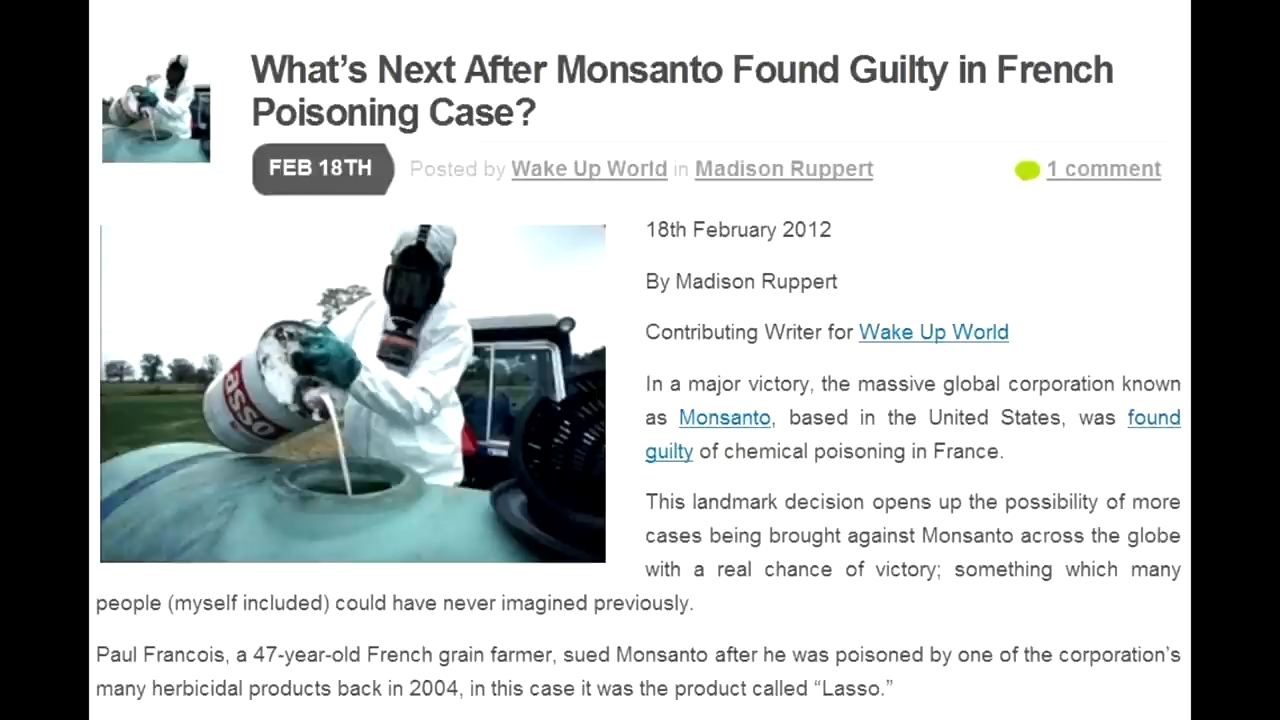 What's Next After Monsanto Found Guilty in French
Poisoning Case?
FEB 18TH Posted by Wake Up World in Madison Ruppert 1 comment
18th February 2012
By Madison Ruppert
Contributing Writer for Wake Up World
In a major victory, the massive global corporation known
as Monsanto, based in the United States, was found
guilty of chemical poisoning in France.
This landmark decision opens up the possibility of more
cases being brought against Monsanto across the globe
with a real chance of victory; something which many
people (myself included) could have never imagined previously.
Paul Francois, a 47-year-old French grain farmer, sued Monsanto after he was poisoned by one of the corporation's
many herbicidal products back in 2004, in this case it was the product called “Lasso.”
asso